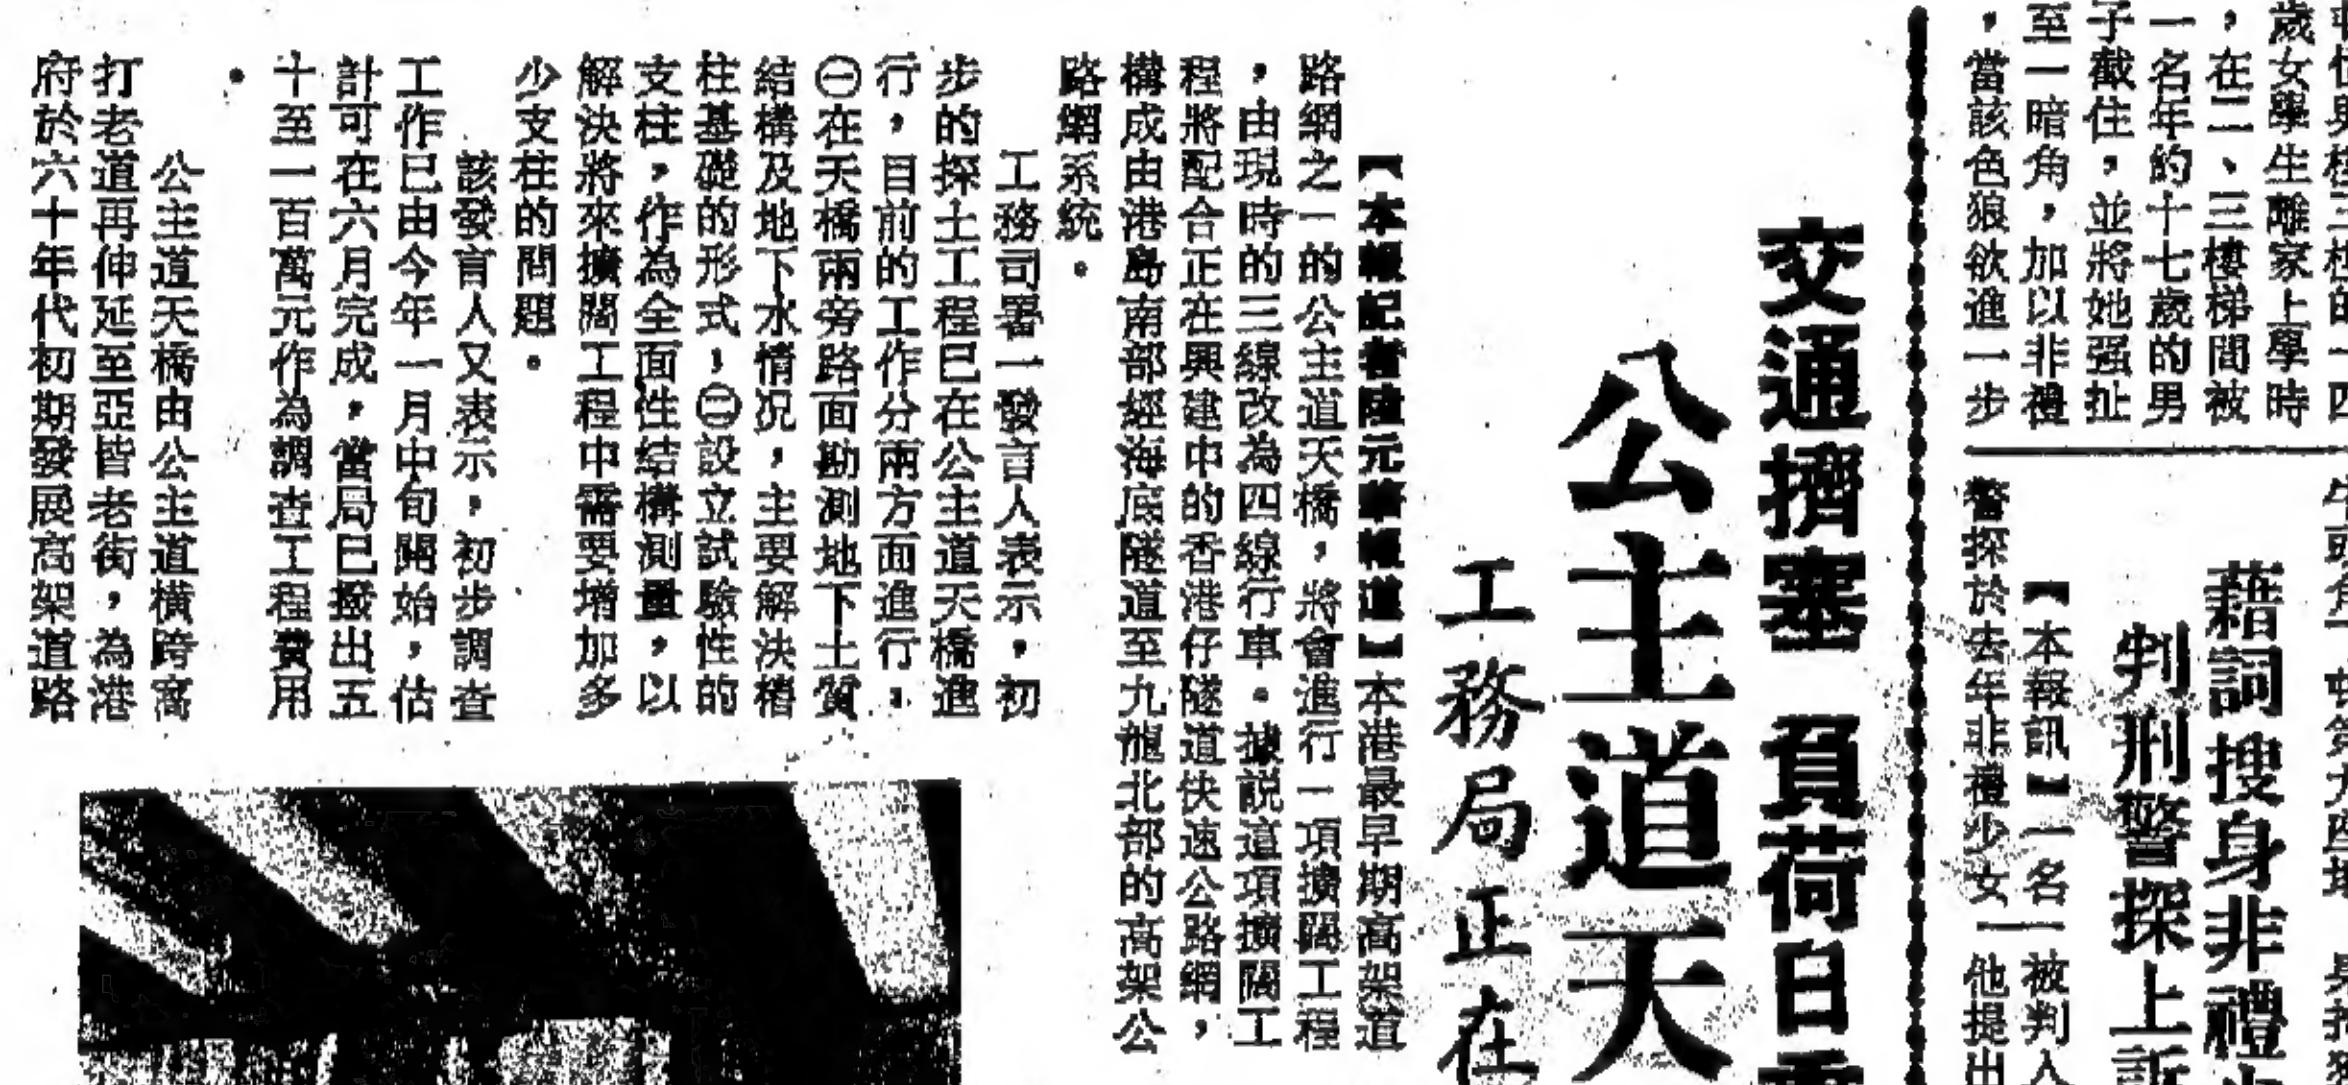 歲女學生離家上學時
，在二、三樓梯間被
一名年約十七歲的男
子截住，並將她强扯
至一暗角，加以非禮
，當該色狼欲進一步
藉詞搜身非禮
判刑警探上訴
【本報訊】一名被判入
警探於去年非禮少女一他提出
交通擠塞 負荷日重
公主道天
工務局正在
【本報記者陸元華報道】本港最早期高架道
路網之一的公主道天橋，將會進行一項擴闊工程
，由現時的三線改為四線行車。據說這項擴闊工
程將配合正在興建中的香港仔隧道快速公路網，
構成由港島南部經海底隧道至九龍北部的高架公
路網系統。
工務司署一發言人表示，初
步的探土工程已在公主道天橋進
行，目前的工作分兩方面進行：
㊀在天橋兩旁路面勘測地下土質
結構及地下水情况，主要解決樁
柱基礎的形式；㊁設立試驗性的
支柱，作為全面性結構測量，以
解決將來擴闊工程中需要增加多
少支柱的問題。
該發言人又表示，初步調查
工作已由今年一月中旬開始，估
計可在六月完成，當局已撥出五
十至一百萬元作為調查工程費用
。
公主道天橋由公主道橫跨窩
打老道再伸延至亞皆老街，為港
府於六十年代初期發展高架道路